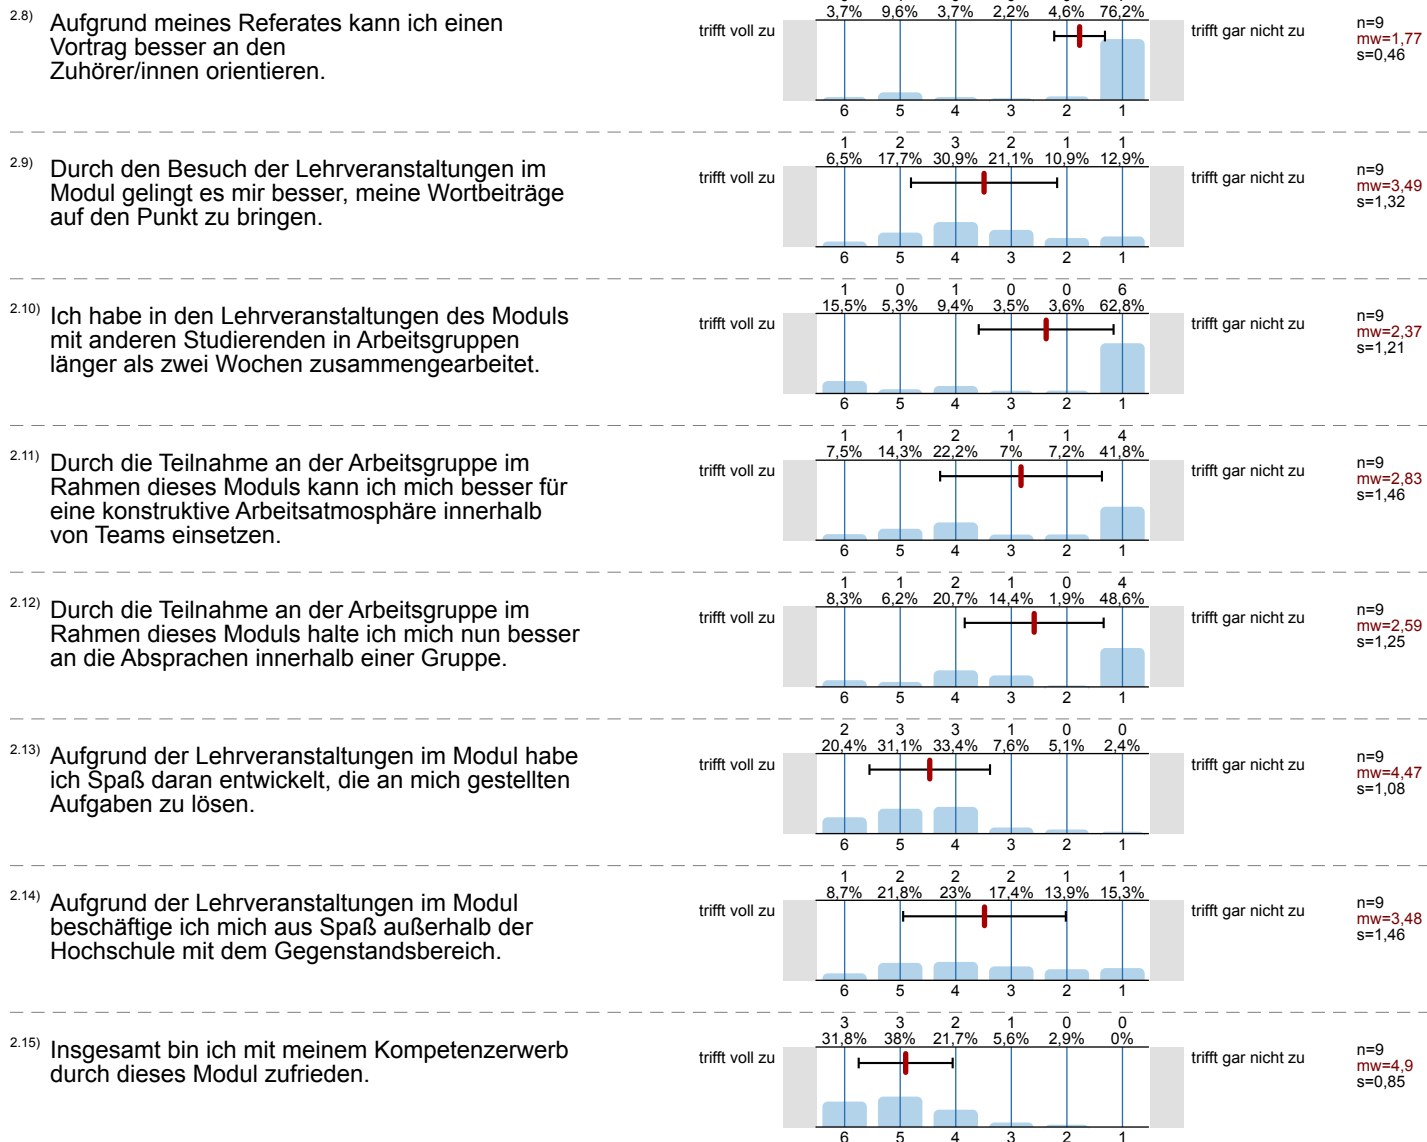 2.8) Aufgrund meines Referates kann ich einen
Vortrag besser an den
Zuhörer/innen orientieren.
3,7% 9,6% 3,7% 2,2% 4,6% 76,2%
trifft voll zu
trifft gar nicht zu
n=9
mw=1,77
s=0,46
6 5 4 3 2 1
2.9) Durch den Besuch der Lehrveranstaltungen im
Modul gelingt es mir besser, meine Wortbeiträge
auf den Punkt zu bringen.
1 2 3 2 1 1
6,5% 17,7% 30,9% 21,1% 10,9% 12,9%
trifft voll zu
trifft gar nicht zu
n=9
mw=3,49
s=1,32
6 5 4 3 2 1
2.10) Ich habe in den Lehrveranstaltungen des Moduls
mit anderen Studierenden in Arbeitsgruppen
länger als zwei Wochen zusammengearbeitet.
1 0 1 0 0 6
15,5% 5,3% 9,4% 3,5% 3,6% 62,8%
trifft voll zu
trifft gar nicht zu
n=9
mw=2,37
s=1,21
6 5 4 3 2 1
2.11) Durch die Teilnahme an der Arbeitsgruppe im
Rahmen dieses Moduls kann ich mich besser für
eine konstruktive Arbeitsatmosphäre innerhalb
von Teams einsetzen.
1 1 2 1 1 4
7,5% 14,3% 22,2% 7% 7,2% 41,8%
trifft voll zu
trifft gar nicht zu
n=9
mw=2,83
s=1,46
6 5 4 3 2 1
2.12) Durch die Teilnahme an der Arbeitsgruppe im
Rahmen dieses Moduls halte ich mich nun besser
an die Absprachen innerhalb einer Gruppe.
1 1 2 1 0 4
8,3% 6,2% 20,7% 14,4% 1,9% 48,6%
trifft voll zu
trifft gar nicht zu
n=9
mw=2,59
s=1,25
6 5 4 3 2 1
2.13) Aufgrund der Lehrveranstaltungen im Modul habe
ich Spaß daran entwickelt, die an mich gestellten
Aufgaben zu lösen.
2 3 3 1 0 0
20,4% 31,1% 33,4% 7,6% 5,1% 2,4%
trifft voll zu
trifft gar nicht zu
n=9
mw=4,47
s=1,08
6 5 4 3 2 1
2.14) Aufgrund der Lehrveranstaltungen im Modul
beschäftige ich mich aus Spaß außerhalb der
Hochschule mit dem Gegenstandsbereich.
1 2 2 2 1 1
8,7% 21,8% 23% 17,4% 13,9% 15,3%
trifft voll zu
trifft gar nicht zu
n=9
mw=3,48
s=1,46
6 5 4 3 2 1
2.15) Insgesamt bin ich mit meinem Kompetenzerwerb
durch dieses Modul zufrieden.
3 3 2 1 0 0
31,8% 38% 21,7% 5,6% 2,9% 0%
trifft voll zu
trifft gar nicht zu
n=9
mw=4,9
s=0,85
6 5 4 3 2 1